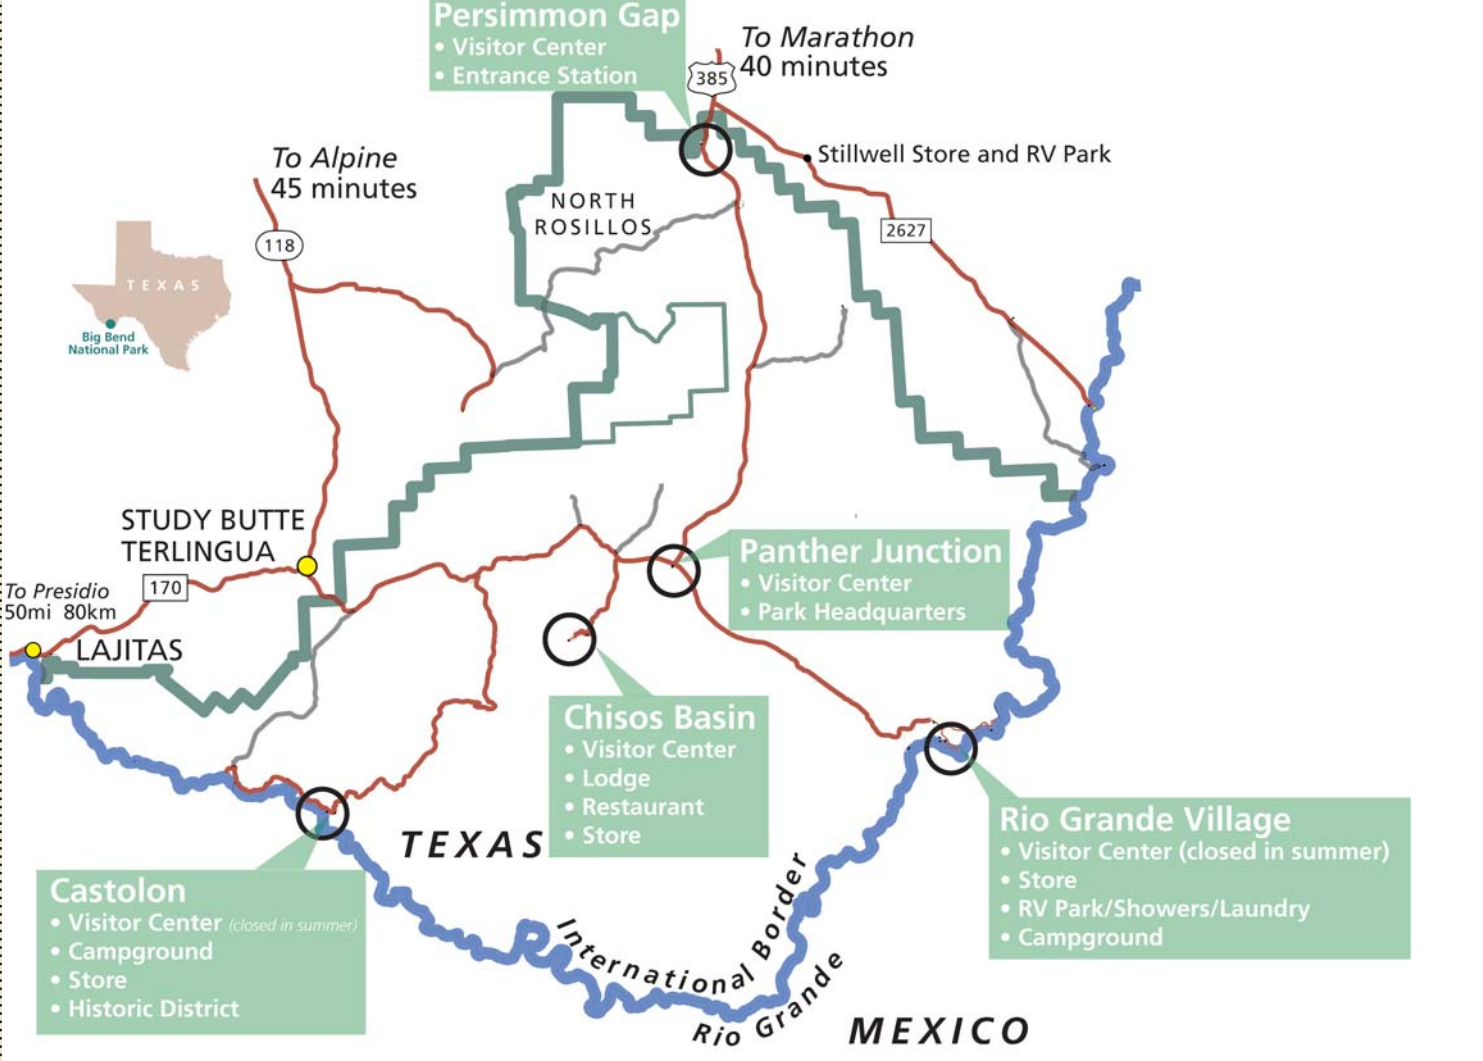 Persimmon Gap
• Visitor Center
• Entrance Station
To Marathon
40 minutes
385
To Alpine
45 minutes
118
Stillwell Store and RV Park
NORTH
ROSILLOS
2627
TEXAS
Big Bend
National Park
STUDY BUTTE
TERLINGUA
To Presidio
50mi 80km
170
LAJITAS
Panther Junction
• Visitor Center
• Park Headquarters
Chisos Basin
• Visitor Center
• Lodge
• Restaurant
• Store
TEXAS
Rio Grande Village
• Visitor Center (closed in summer)
• Store
• RV Park/Showers/Laundry
• Campground
Castolon
• Visitor Center (closed in summer)
• Campground
• Store
• Historic District
International Border
Rio Grande
MEXICO